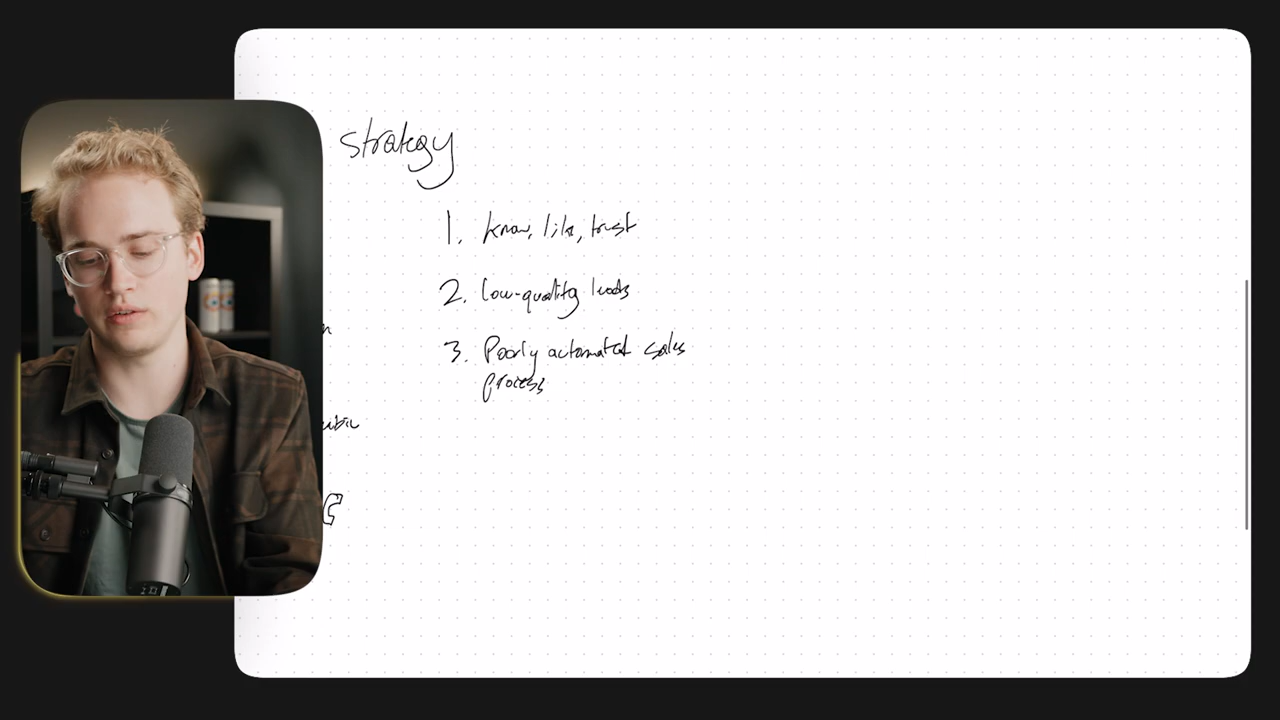 strategy
1. know, like, trust
2. low-quality leads
3. Poorly automated sales
process